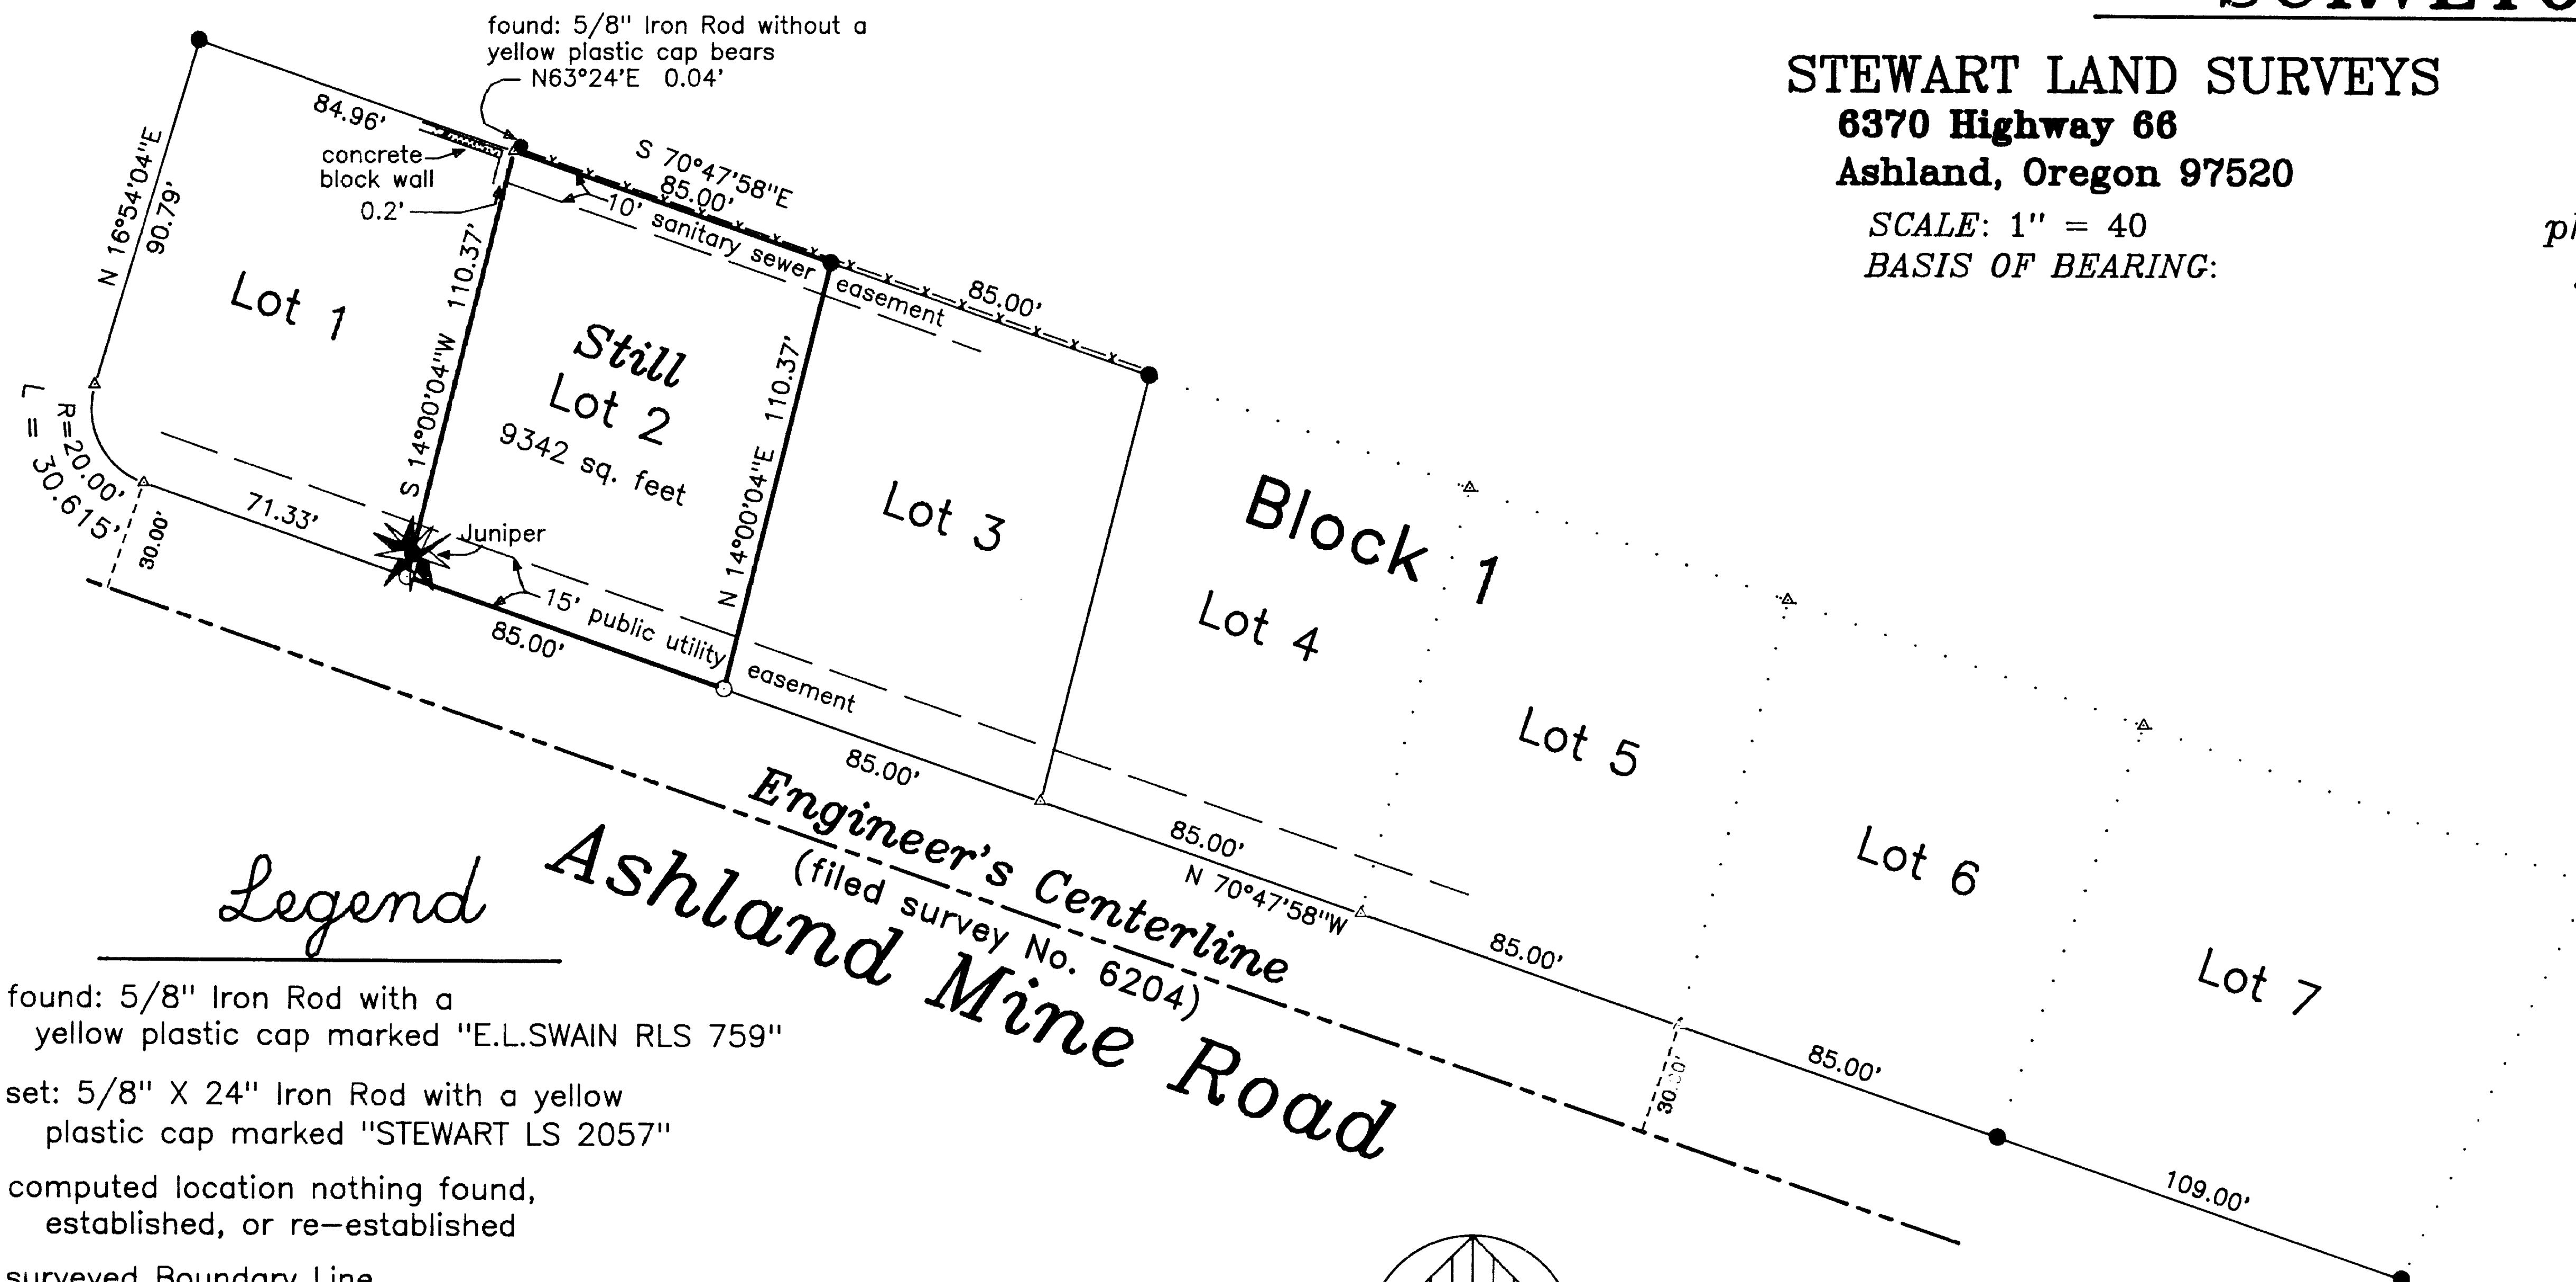 found: 5/8" Iron Rod without a
yellow plastic cap bears
N63°24'E 0.04'
STEWART LAND SURVEYS
6370 Highway 66
Ashland, Oregon 97520
SCALE: 1" = 40
BASIS OF BEARING:
84.96'
concrete
block wall
0.2'
N 16°54'04"E
90.79'
S 70°47'58"E
85.00'
10' sanitary sewer
easement
85.00'
Lot 1
S 14°00'04"W 110.37'
Still
Lot 2
9342 sq. feet
N 14°00'04"E 110.37'
Lot 3
Block 1
Lot 4
Lot 5
Lot 6
Lot 7
R=20.00'
L = 30.615'
30.00'
71.33'
Juniper
15' public utility
easement
85.00'
85.00'
85.00'
N 70°47'58"W
85.00'
85.00'
109.00'
Engineer's Centerline
(filed survey No. 6204)
Ashland Mine Road
Legend
found: 5/8" Iron Rod with a
yellow plastic cap marked "E.L.SWAIN RLS 759"
set: 5/8" X 24" Iron Rod with a yellow
plastic cap marked "STEWART LS 2057"
computed location nothing found,
established, or re-established
surveyed Boundary Line